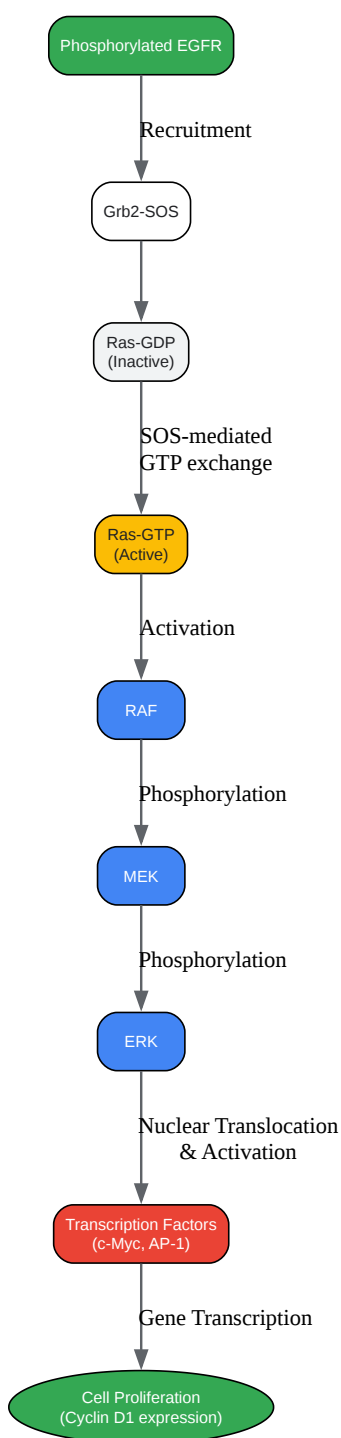 Phosphorylated EGFR
Recruitment
Grb2-SOS
Ras-GDP
(Inactive)
SOS-mediated
GTP exchange
Ras-GTP
(Active)
Activation
RAF
Phosphorylation
MEK
Phosphorylation
ERK
Nuclear Translocation
& Activation
Transcription Factors
(c-Myc, AP-1)
Gene Transcription
Cell Proliferation
(Cyclin D1 expression)